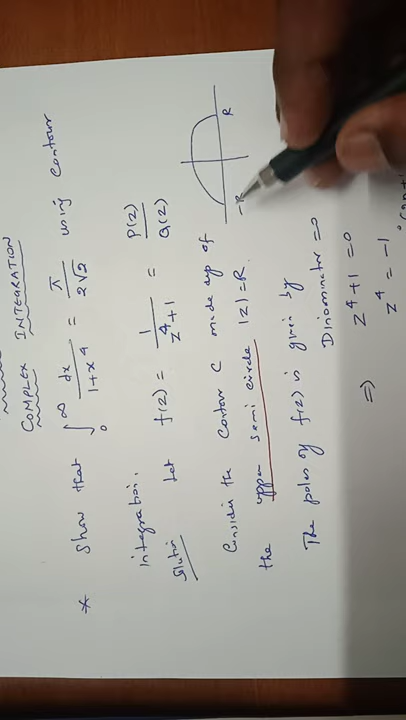 COMPLEX INTEGRATION
* Show that ∫₀^∞ dx/(1+x⁴) = π/(2√2) using Contour
Integration.
Solution Let f(z) = 1/(z⁴+1) = P(z)/Q(z)
Consider the Contour C made up of
the upper semi circle |z|=R.
-R R
The poles of f(z) is given by
Dinominator =0
⇒ z⁴+1 =0
z⁴ = -1